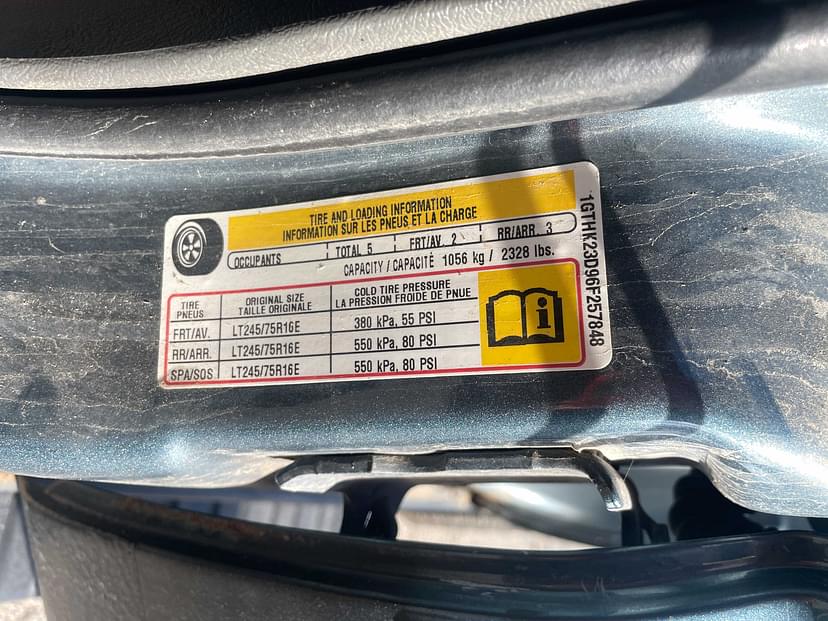 TIRE AND LOADING INFORMATION
INFORMATION SUR LES PNEUS ET LA CHARGE
OCCUPANTS TOTAL 5 FRT/AV. 2 RR/ARR. 3
CAPACITY / CAPACITÉ 1056 kg / 2328 lbs.
TIRE PNEUS ORIGINAL SIZE TAILLE ORIGINALE COLD TIRE PRESSURE LA PRESSION FROIDE DE PNUE
FRT/AV. LT245/75R16E 380 kPa, 55 PSI
RR/ARR. LT245/75R16E 550 kPa, 80 PSI
SPA/SOS LT245/75R16E 550 kPa, 80 PSI
i
1GTHK23D96F257848